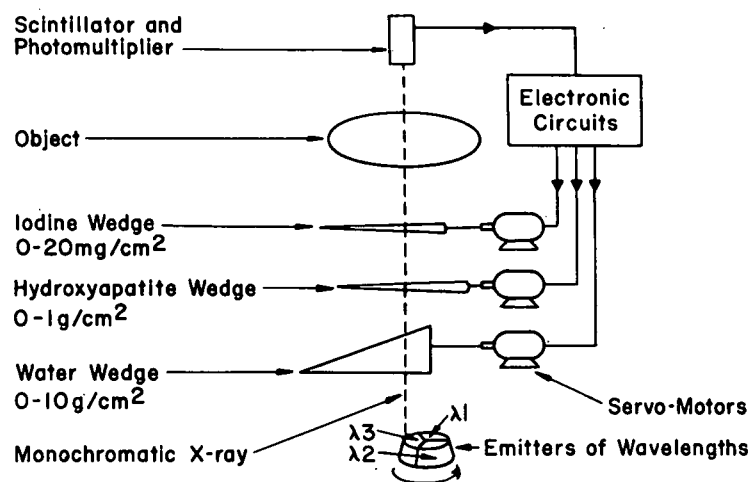 Scintillator and
Photomultiplier
Electronic
Circuits
Object
Iodine Wedge
0-20mg/cm²
Hydroxyapatite Wedge
0-1g/cm²
Water Wedge
0-10g/cm²
Servo-Motors
Monochromatic X-ray
λ3
λ1
λ2
Emitters of Wavelengths